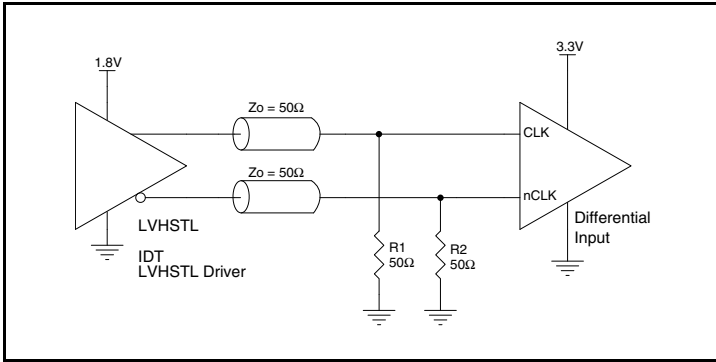 3.3V
1.8V
Zo = 50Ω
CLK
Zo = 50Ω
nCLK
LVHSTL
IDT
LVHSTL Driver
R1
50Ω
R2
50Ω
Differential
Input